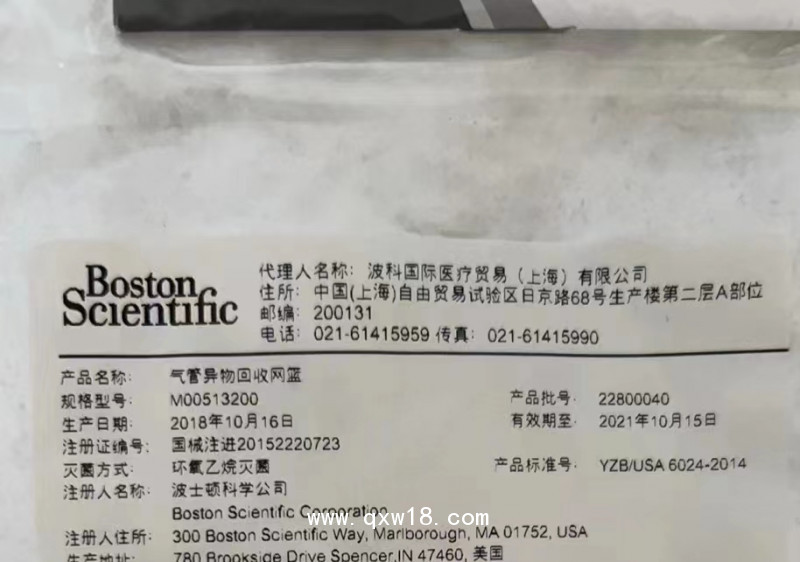 Boston
Scientific
代理人名称: 波科国际医疗贸易（上海）有限公司
住所: 中国(上海)自由贸易试验区日京路68号生产楼第二层A部位
邮编: 200131
电话: 021-61415959 传真: 021-61415990
产品名称: 气管异物回收网篮
规格型号: M00513200 产品批号: 22800040
生产日期: 2018年10月16日 有效期至: 2021年10月15日
注册证编号: 国械注进20152220723
灭菌方式: 环氧乙烷灭菌 产品标准号: YZB/USA 6024-2014
注册人名称: 波士顿科学公司
Boston Scientific Corporation
www.qxw18.com
注册人住所: 300 Boston Scientific Way, Marlborough, MA 01752, USA
生产地址: 780 Brookside Drive Spencer,IN 47460, 美国